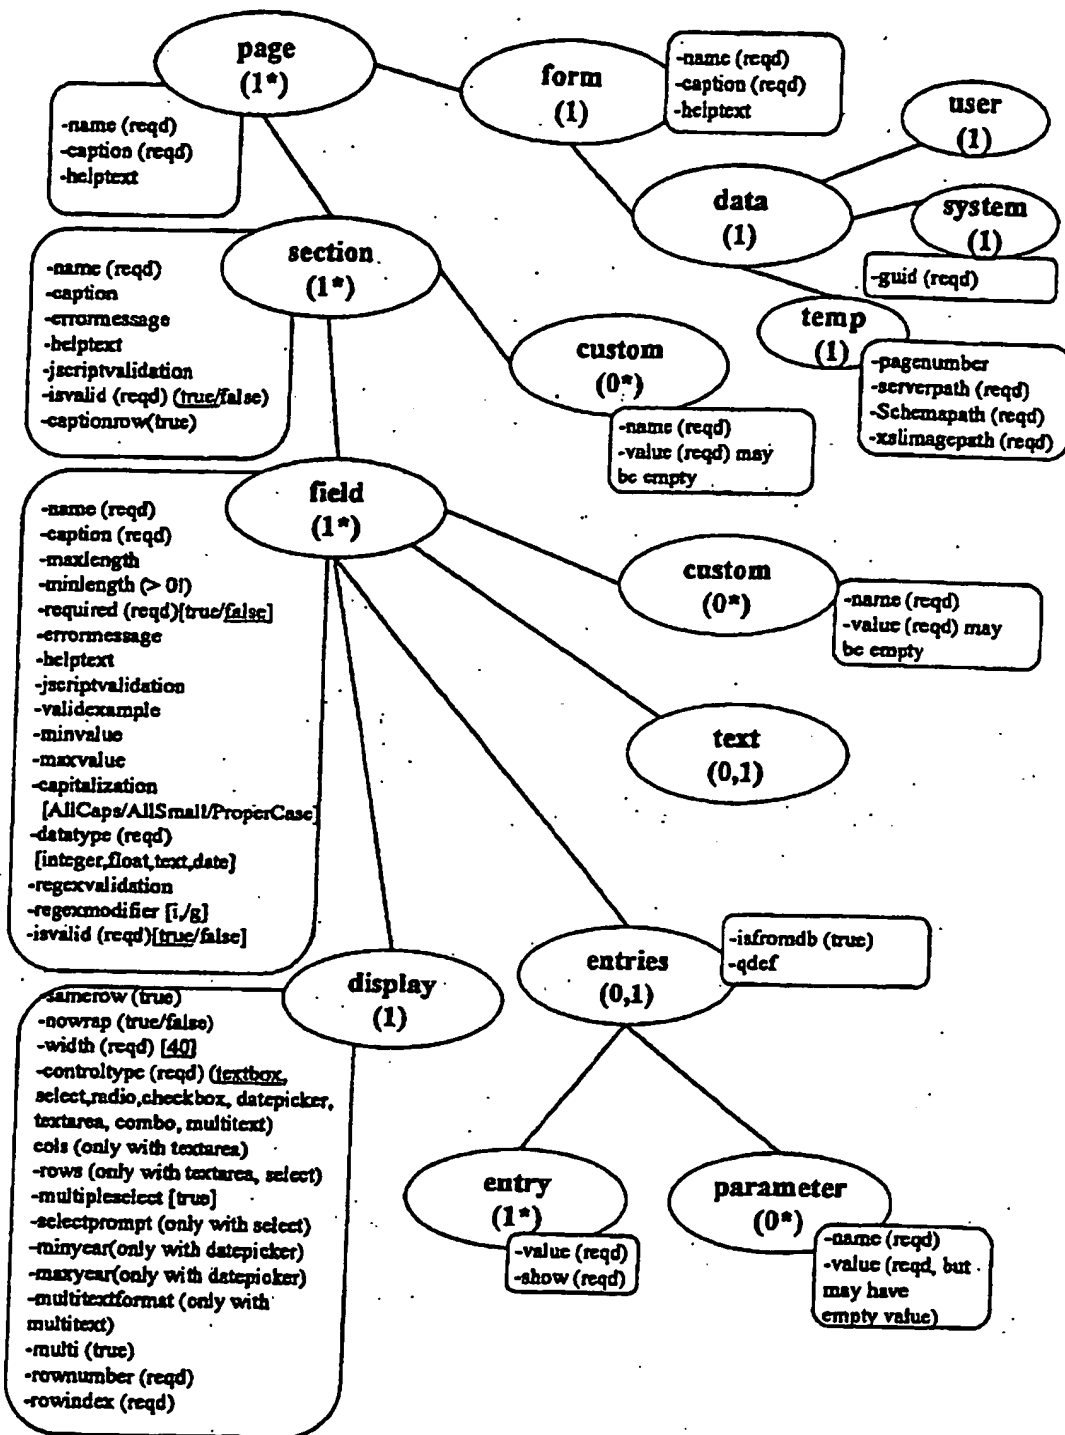 page
(1*)
-name (reqd)
-caption (reqd)
-helptext
form
(1)
-name (reqd)
-caption (reqd)
-helptext
user
(1)
data
(1)
system
(1)
-guid (reqd)
temp
(1)
-pagenumber
-serverpath (reqd)
-Schemapath (reqd)
-xslimagepath (reqd)
section
(1*)
-name (reqd)
-caption
-errormessage
-helptext
-jscriptvalidation
-isvalid (reqd) (true/false)
-captionrow(true)
custom
(0*)
-name (reqd)
-value (reqd) may
be empty
field
(1*)
-name (reqd)
-caption (reqd)
-maxlength
-minlength (> 0!)
-required (reqd)[true/false]
-errormessage
-helptext
-jscriptvalidation
-validexample
-minvalue
-maxvalue
-capitalization
[AllCaps/AllSmall/ProperCase]
-datatype (reqd)
[integer,float,text,date]
-regexvalidation
-regexmodifier [i,/g]
-isvalid (reqd)[true/false]
custom
(0*)
-name (reqd)
-value (reqd) may
be empty
text
(0,1)
display
(1)
-samerow (true)
-nowrap (true/false)
-width (reqd) [40]
-controltype (reqd) (textbox,
select,radio,checkbox, datepicker,
textarea, combo, multitext)
cols (only with textarea)
-rows (only with textarea, select)
-multipleselect [true]
-selectprompt (only with select)
-minyear(only with datepicker)
-maxyear(only with datepicker)
-multitextformat (only with
multitext)
-multi (true)
-rownumber (reqd)
-rowindex (reqd)
entries
(0,1)
-isfromdb (true)
-qdef
entry
(1*)
-value (reqd)
-show (reqd)
parameter
(0*)
-name (reqd)
-value (reqd, but
may have
empty value)